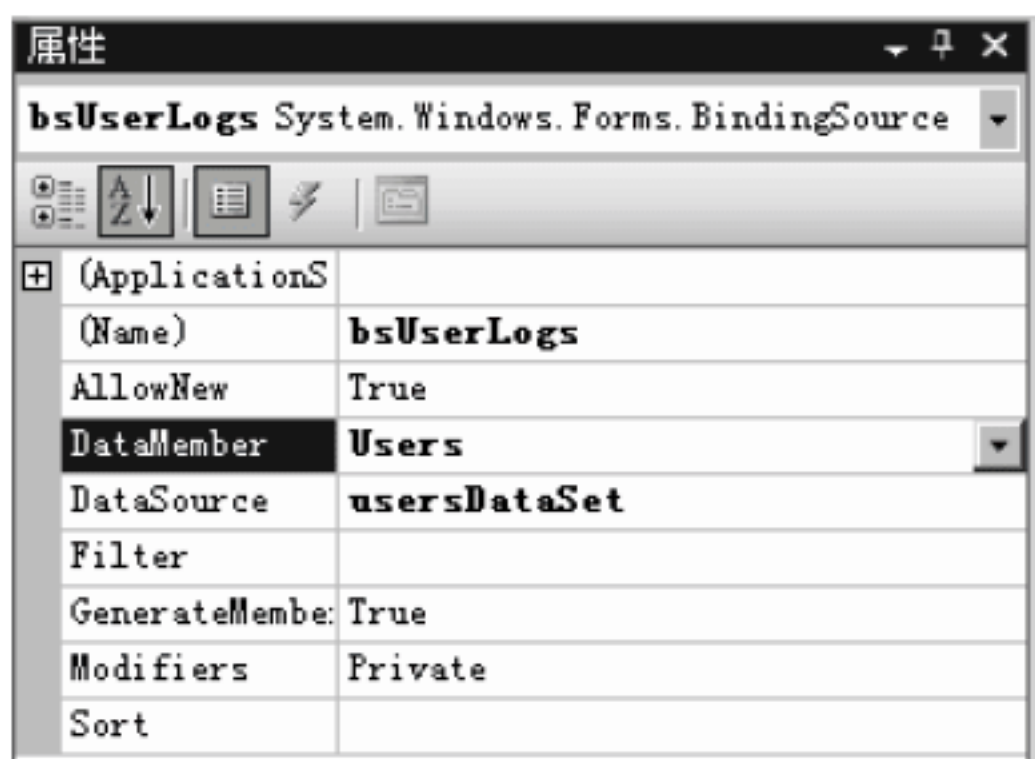 属性
bsUserLogs System.Windows.Forms.BindingSource
(ApplicationS
(Name) bsUserLogs
AllowNew True
DataMember Users
DataSource usersDataSet
Filter
GenerateMembe True
Modifiers Private
Sort